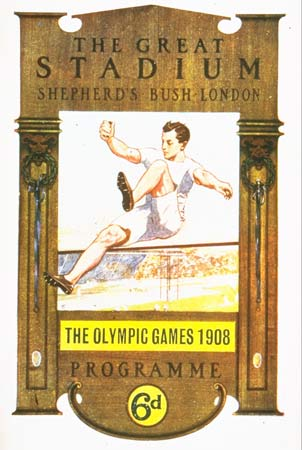 THE GREAT
STADIUM
SHEPHERD'S BUSH·LONDON
THE OLYMPIC GAMES 1908
PROGRAMME
6d